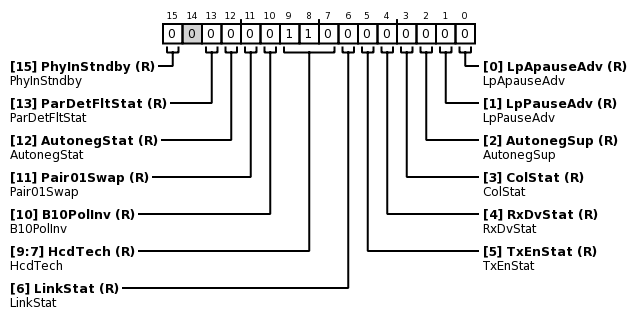 15 14 13 12 11 10 9 8 7 6 5 4 3 2 1 0
0 0 0 0 0 0 1 1 0 0 0 0 0 0 0 0
[15] PhyInStndby (R)
PhyInStndby
[13] ParDetFltStat (R)
ParDetFltStat
[12] AutonegStat (R)
AutonegStat
[11] Pair01Swap (R)
Pair01Swap
[10] B10PolInv (R)
B10PolInv
[9:7] HcdTech (R)
HcdTech
[6] LinkStat (R)
LinkStat
[0] LpApauseAdv (R)
LpApauseAdv
[1] LpPauseAdv (R)
LpPauseAdv
[2] AutonegSup (R)
AutonegSup
[3] ColStat (R)
ColStat
[4] RxDvStat (R)
RxDvStat
[5] TxEnStat (R)
TxEnStat